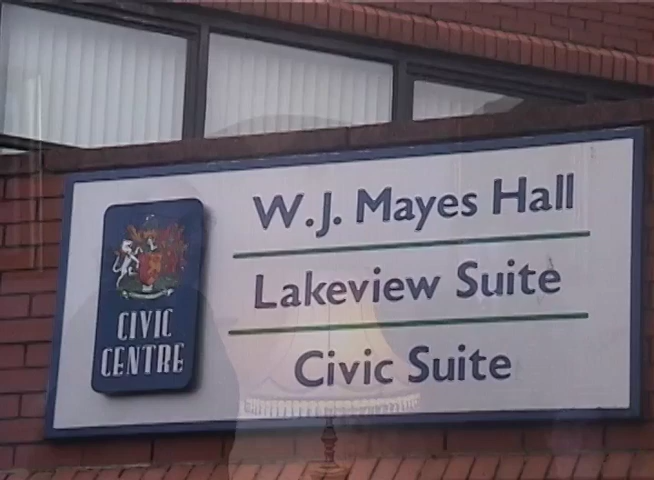 CIVIC
CENTRE
W.J. Mayes Hall
Lakeview Suite
Civic Suite